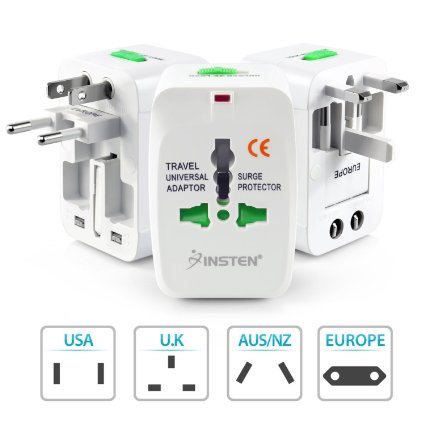 TRAVEL
UNIVERSAL
ADAPTOR
SURGE
PROTECTOR
CE
INSTEN®
EUROPE
USA
U.K
AUS/NZ
EUROPE